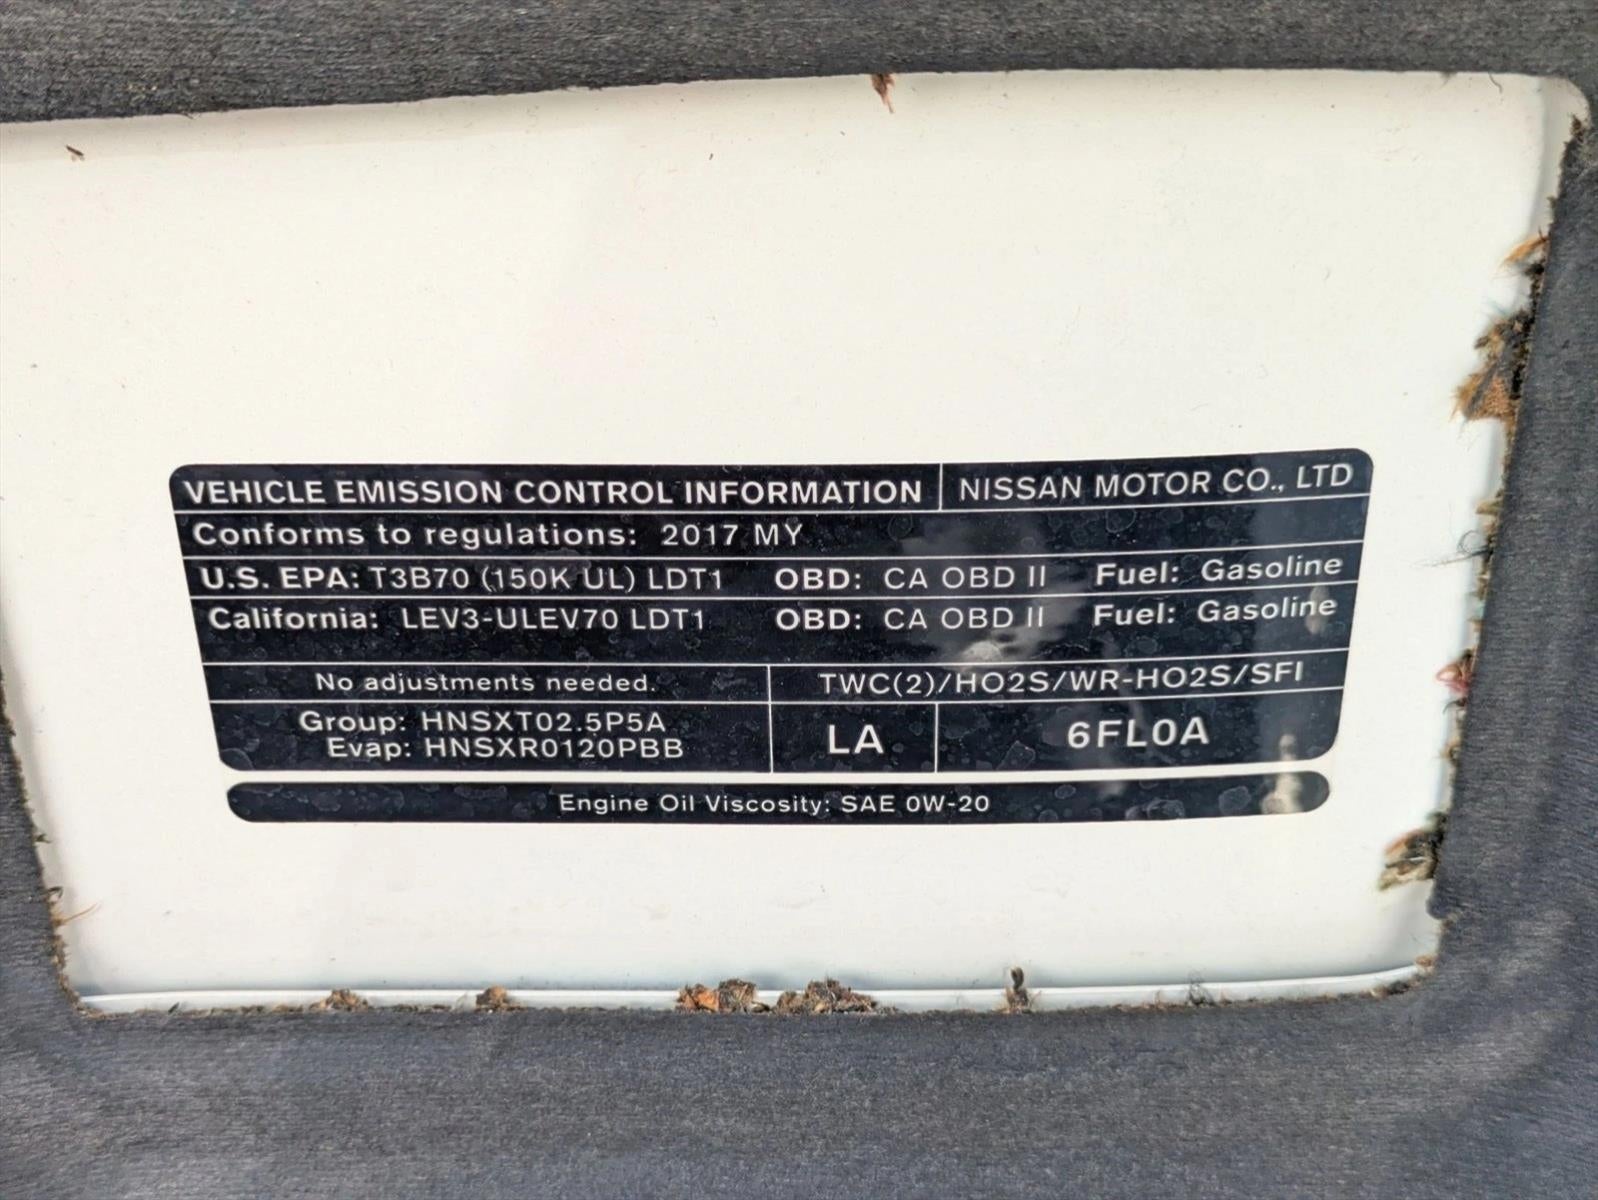 VEHICLE EMISSION CONTROL INFORMATION NISSAN MOTOR CO., LTD
Conforms to regulations: 2017 MY
U.S. EPA: T3B70 (150K UL) LDT1 OBD: CA OBD II Fuel: Gasoline
California: LEV3-ULEV70 LDT1 OBD: CA OBD II Fuel: Gasoline
No adjustments needed. TWC(2)/HO2S/WR-HO2S/SFI
Group: HNSXT02.5P5A
Evap: HNSXR0120PBB
LA 6FL0A
Engine Oil Viscosity: SAE 0W-20